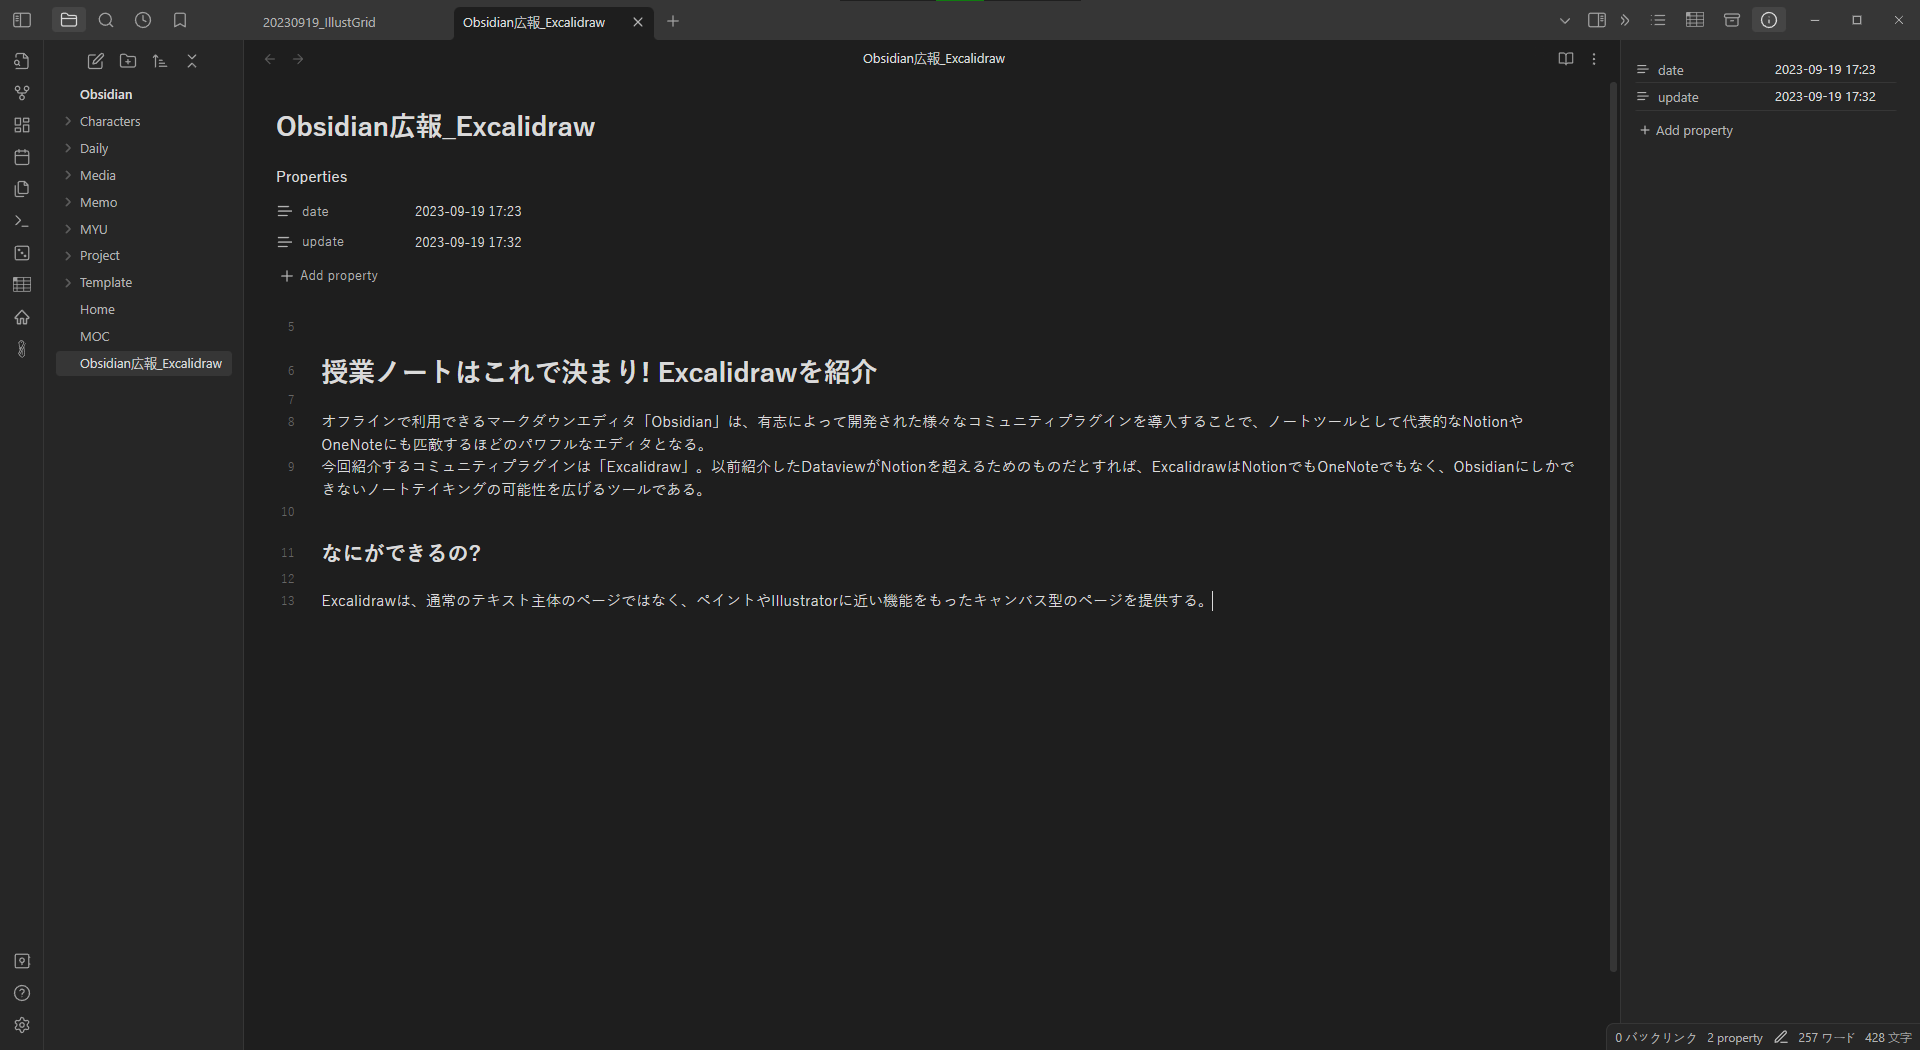 20230919_IllustGrid
Obsidian広報_Excalidraw
Obsidian
Characters
Daily
Media
Memo
MYU
Project
Template
Home
MOC
Obsidian広報_Excalidraw
Obsidian広報_Excalidraw
Obsidian広報_Excalidraw
Properties
date 2023-09-19 17:23
update 2023-09-19 17:32
Add property
5
6 授業ノートはこれで決まり! Excalidrawを紹介
7
8 オフラインで利用できるマークダウンエディタ「Obsidian」は、有志によって開発された様々なコミュニティプラグインを導入することで、ノートツールとして代表的なNotionや
OneNoteにも匹敵するほどのパワフルなエディタとなる。
9 今回紹介するコミュニティプラグインは「Excalidraw」。以前紹介したDataviewがNotionを超えるためのものだとすれば、ExcalidrawはNotionでもOneNoteでもなく、Obsidianにしかで
きないノートテイキングの可能性を広げるツールである。
10
11 なにができるの?
12
13 Excalidrawは、通常のテキスト主体のページではなく、ペイントやIllustratorに近い機能をもったキャンバス型のページを提供する。
date 2023-09-19 17:23
update 2023-09-19 17:32
Add property
0 バックリンク 2 property 257 ワード 428 文字